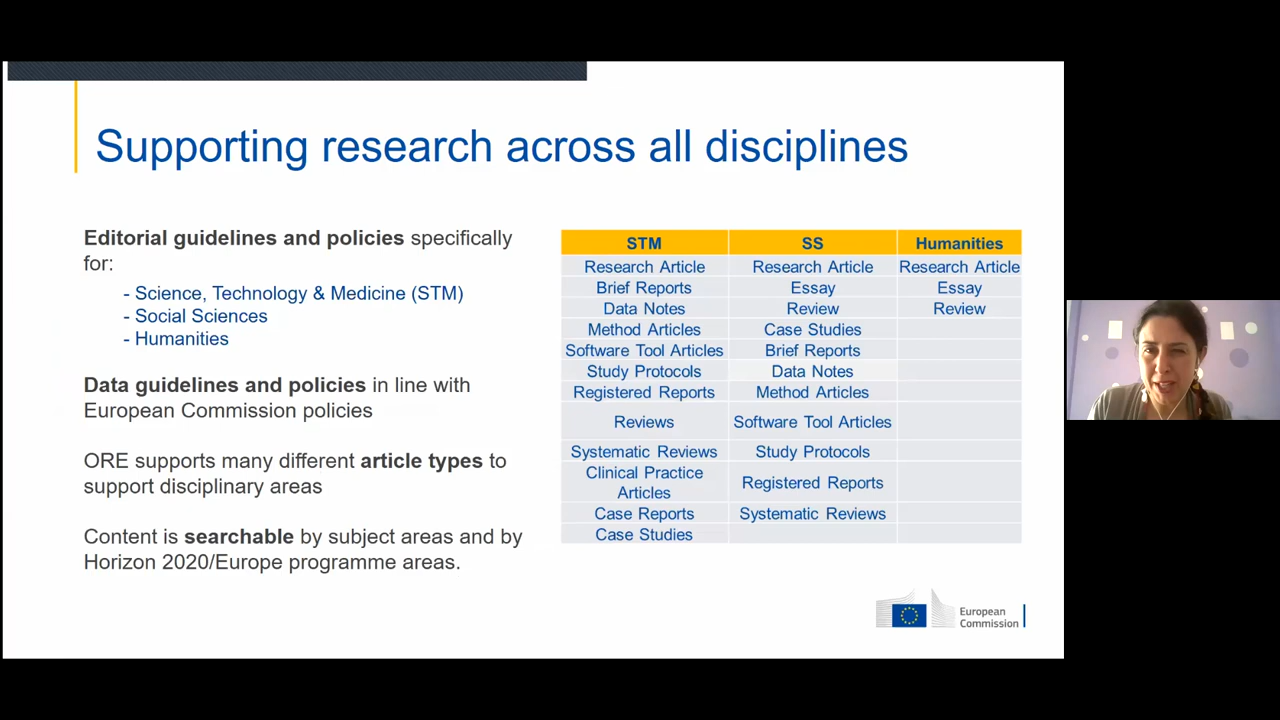 Supporting research across all disciplines
Editorial guidelines and policies specifically
for:
- Science, Technology & Medicine (STM)
- Social Sciences
- Humanities
Data guidelines and policies in line with
European Commission policies
ORE supports many different article types to
support disciplinary areas
Content is searchable by subject areas and by
Horizon 2020/Europe programme areas.
STM SS Humanities
Research Article Research Article Research Article
Brief Reports Essay Essay
Data Notes Review Review
Method Articles Case Studies
Software Tool Articles Brief Reports
Study Protocols Data Notes
Registered Reports Method Articles
Reviews Software Tool Articles
Systematic Reviews Study Protocols
Clinical Practice
Articles Registered Reports
Case Reports Systematic Reviews
Case Studies
European
Commission